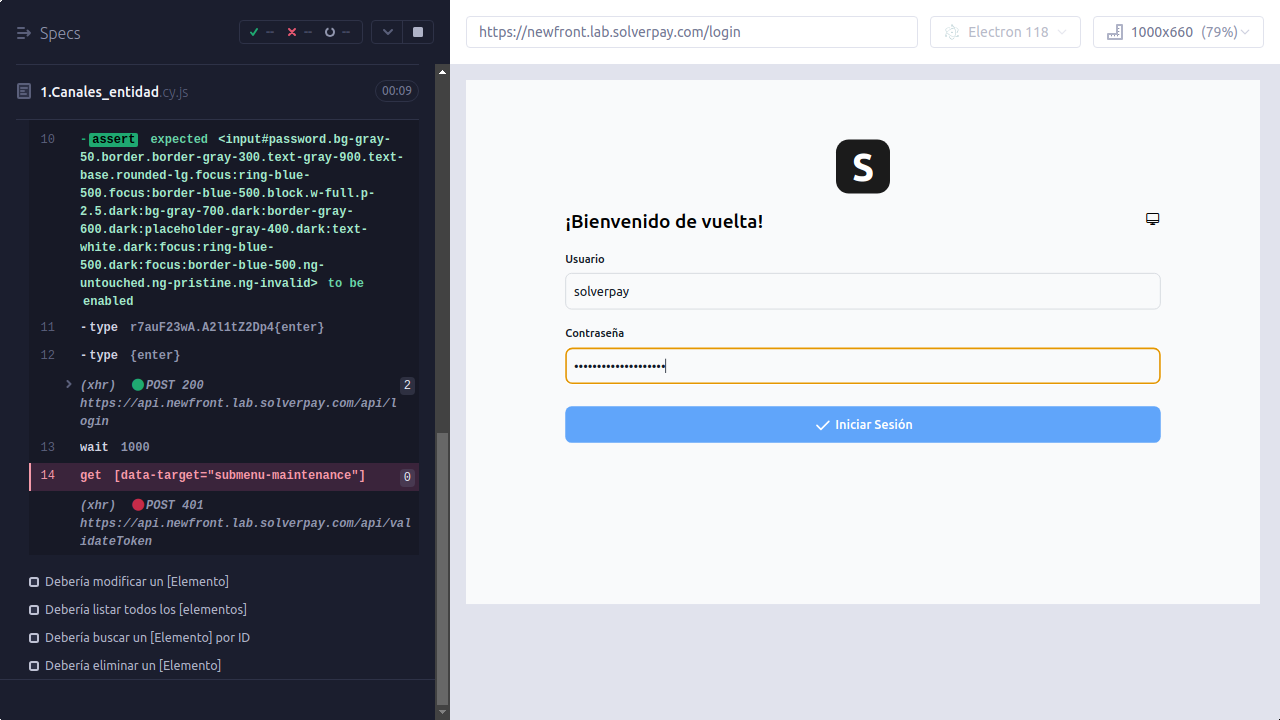 Specs
--
--
--
1.Canales_entidad.cy.js
00:09
10 -assert expected <input#password.bg-gray-
50.border.border-gray-300.text-gray-900.text-
base.rounded-lg.focus:ring-blue-
500.focus:border-blue-500.block.w-full.p-
2.5.dark:bg-gray-700.dark:border-gray-
600.dark:placeholder-gray-400.dark:text-
white.dark:focus:ring-blue-
500.dark:focus:border-blue-500.ng-
untouched.ng-pristine.ng-invalid> to be
enabled
11 -type r7auF23wA.A2l1tZ2Dp4{enter}
12 -type {enter}
(xhr) POST 200 2
https://api.newfront.lab.solverpay.com/api/l
ogin
13 wait 1000
14 get [data-target="submenu-maintenance"] 0
(xhr) POST 401
https://api.newfront.lab.solverpay.com/api/val
idateToken
Debería modificar un [Elemento]
Debería listar todos los [elementos]
Debería buscar un [Elemento] por ID
Debería eliminar un [Elemento]
https://newfront.lab.solverpay.com/login
Electron 118
1000x660 (79%)
S
¡Bienvenido de vuelta!
Usuario
solverpay
Contraseña
••••••••••••••••••••
Iniciar Sesión